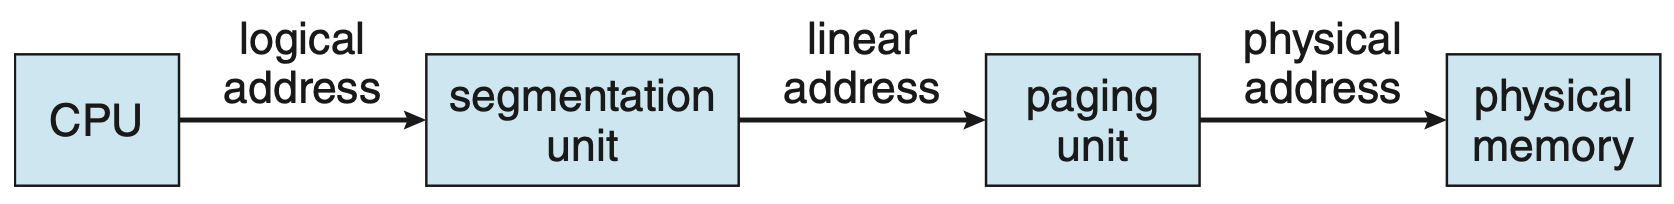 CPU
logical
address
segmentation
unit
linear
address
paging
unit
physical
address
physical
memory